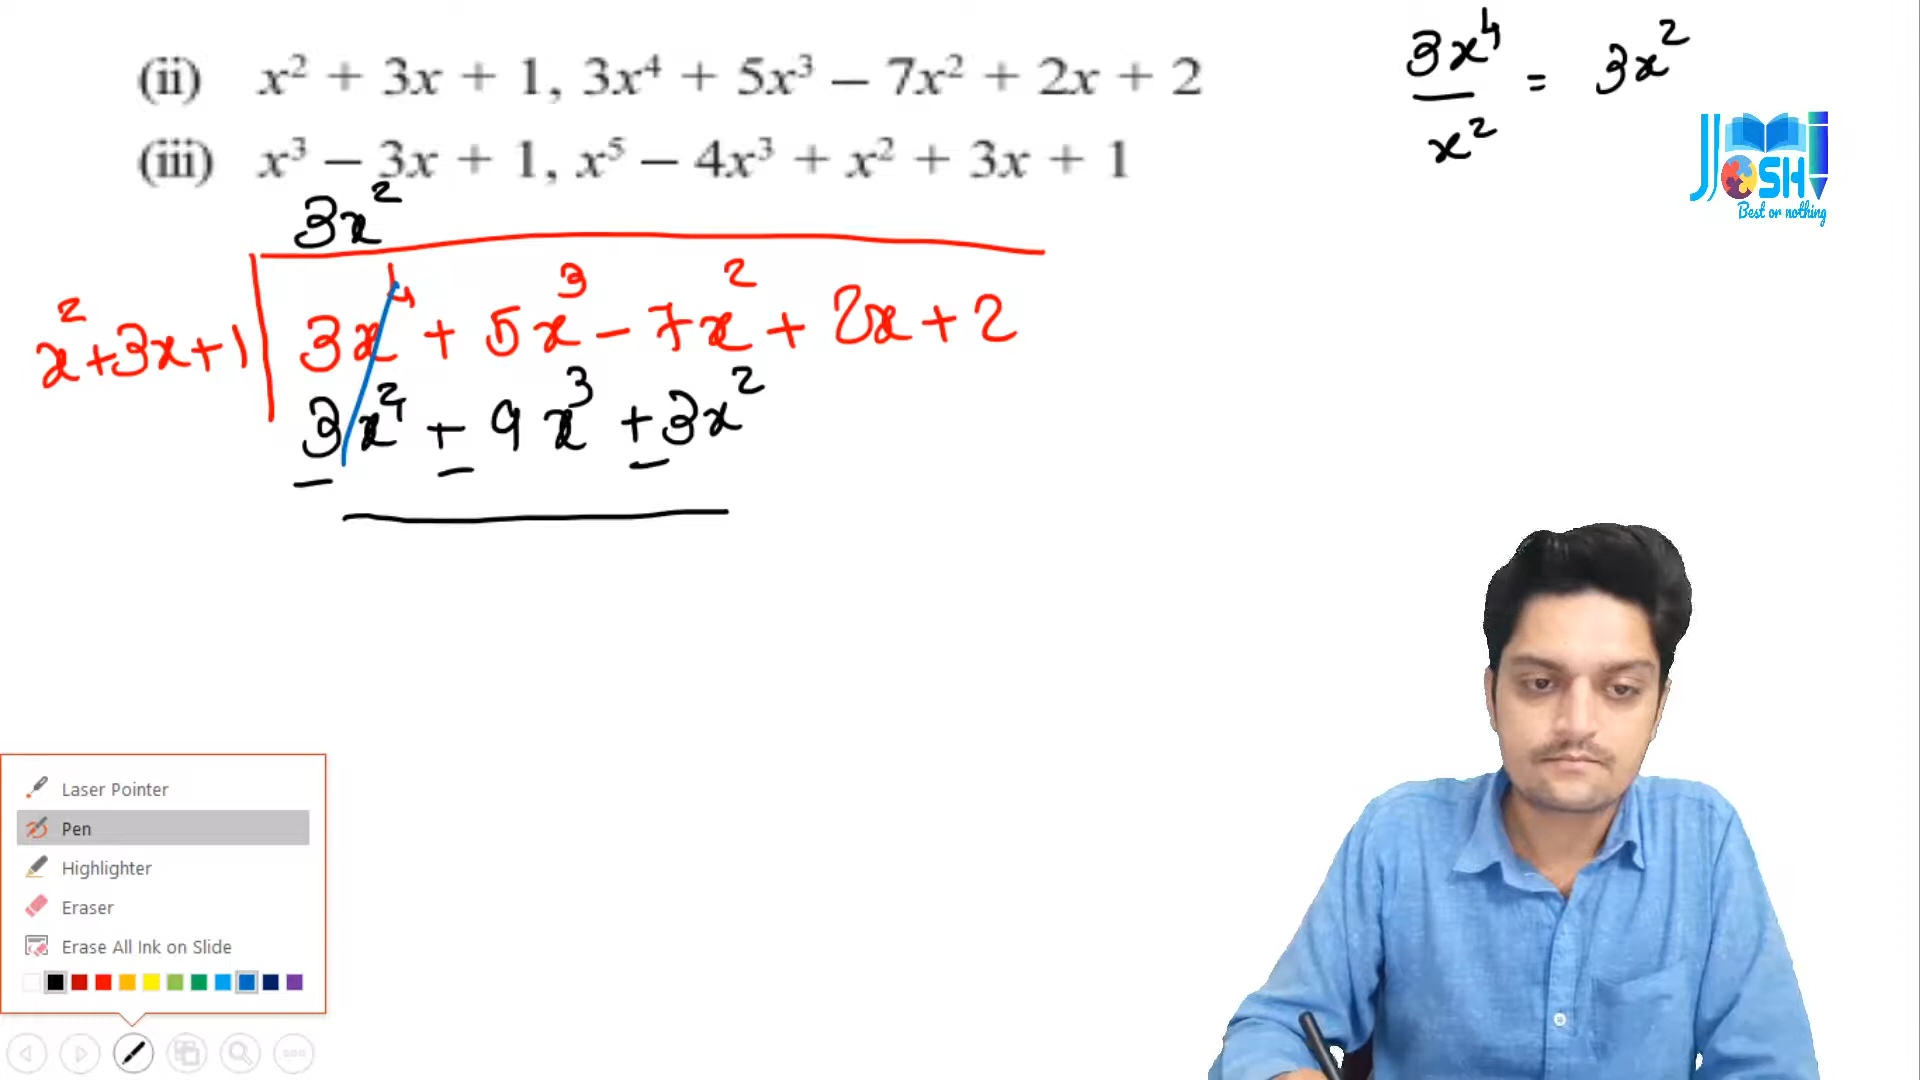 (ii) x² + 3x + 1, 3x⁴ + 5x³ – 7x² + 2x + 2
(iii) x³ – 3x + 1, x⁵ – 4x³ + x² + 3x + 1
3x⁴/x² = 3x²
JOSH
Best or nothing
3x²
x²+3x+1 3x⁴ + 5x³ – 7x² + 2x + 2
3x⁴ + 9x³ + 3x²
– – –
Laser Pointer
Pen
Highlighter
Eraser
Erase All Ink on Slide